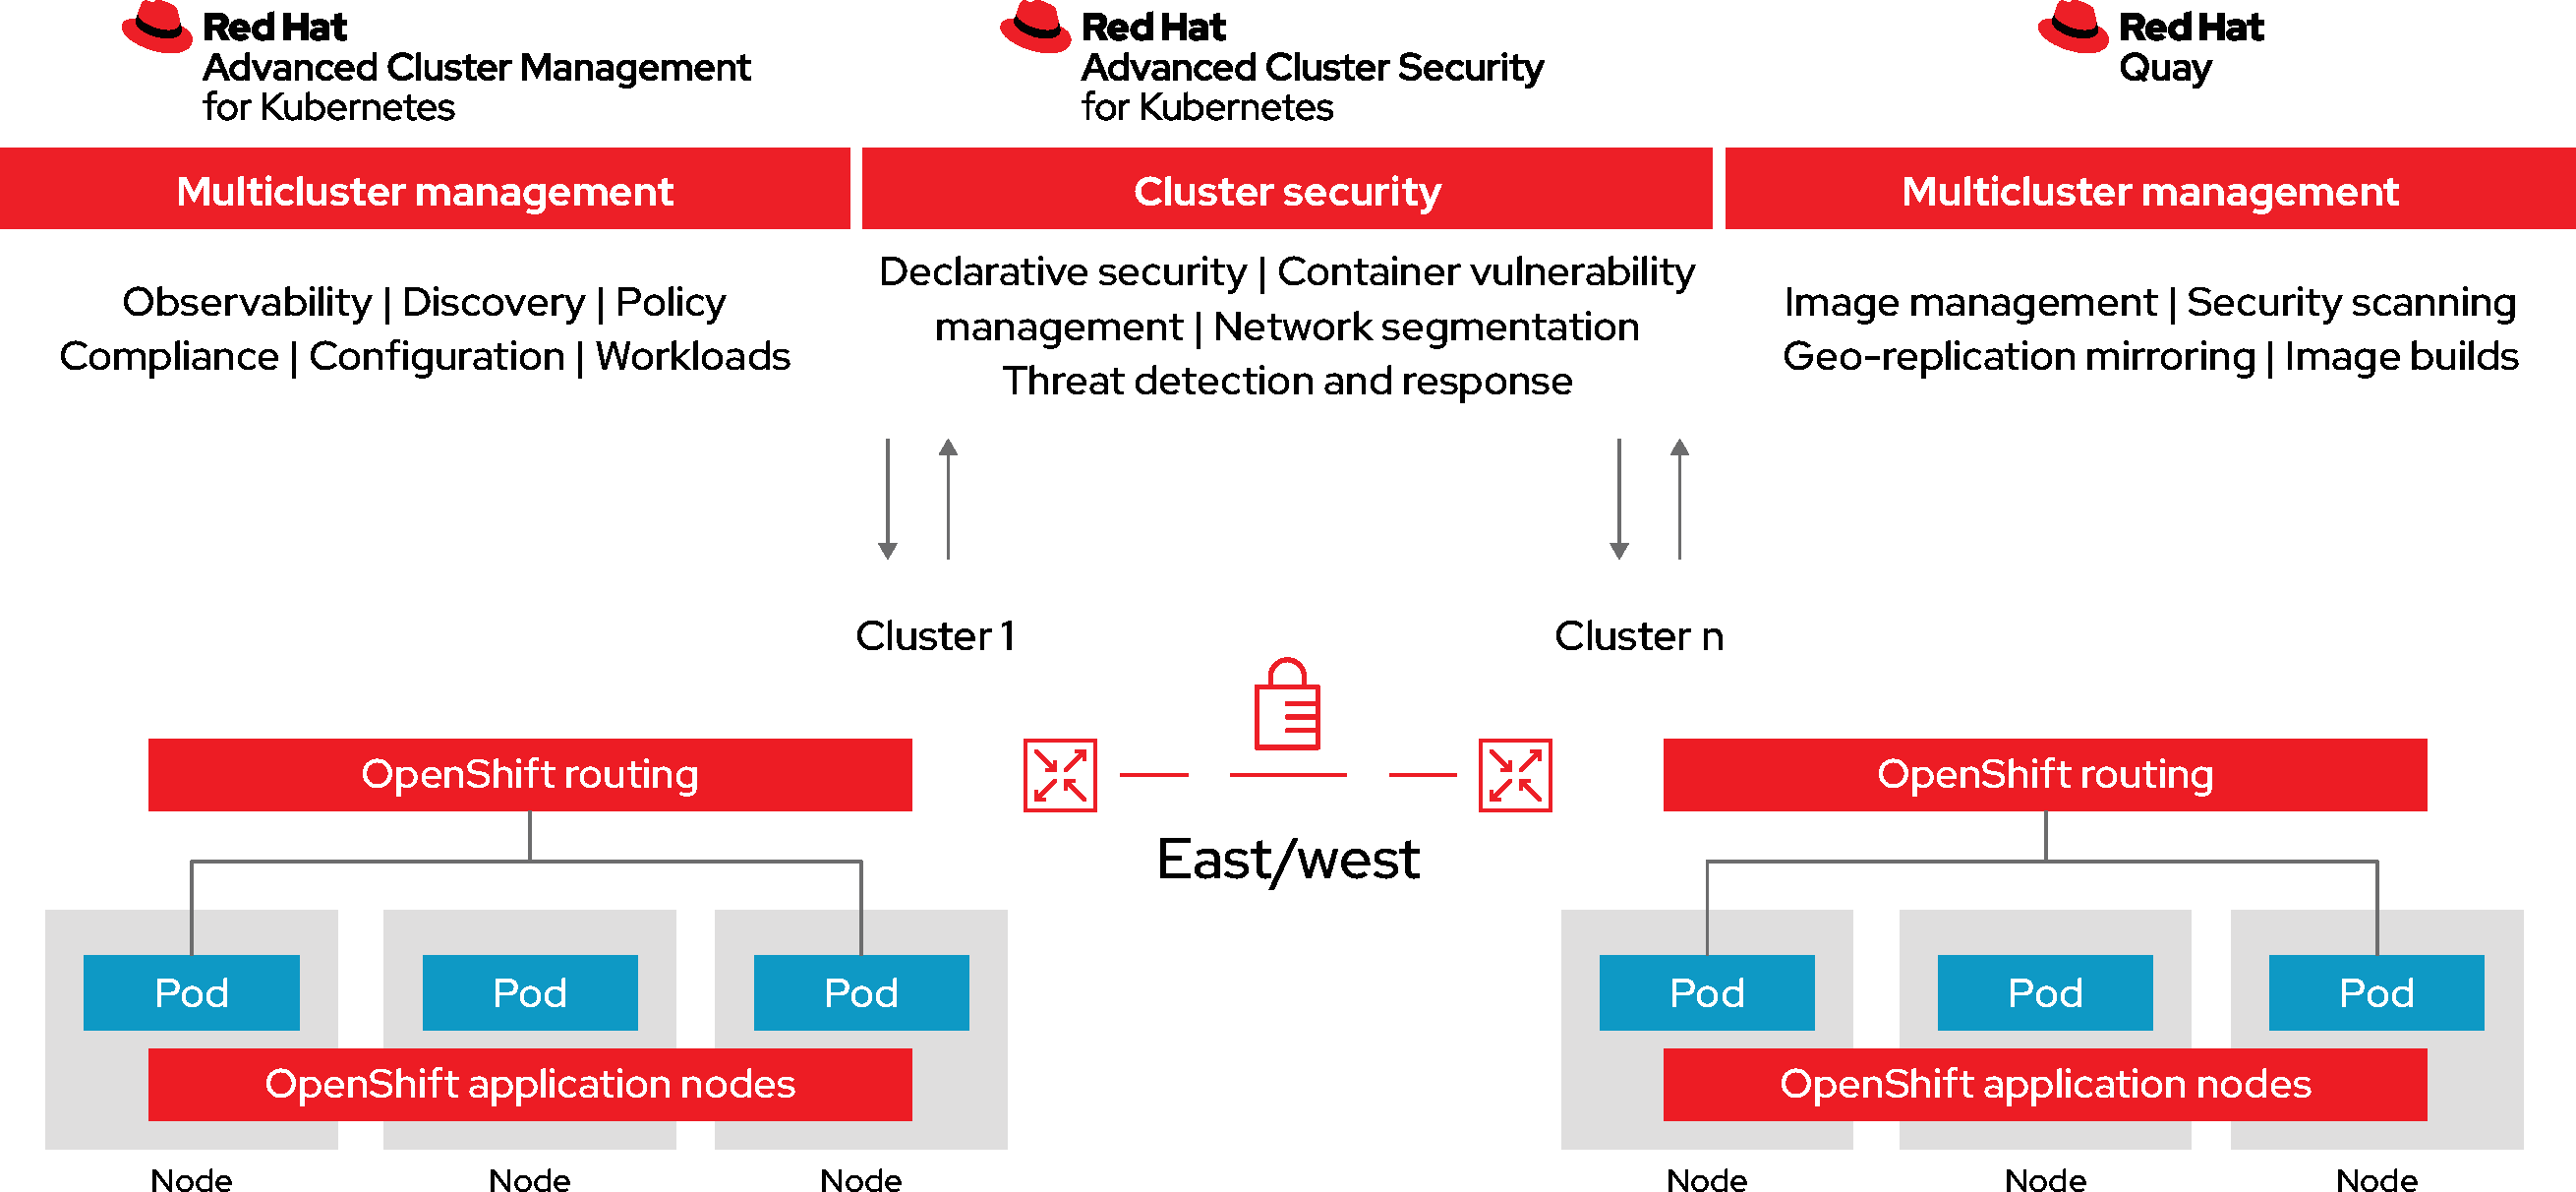 Red Hat
Advanced Cluster Management
for Kubernetes
Red Hat
Advanced Cluster Security
for Kubernetes
Red Hat
Quay
Multicluster management
Cluster security
Multicluster management
Observability | Discovery | Policy
Compliance | Configuration | Workloads
Declarative security | Container vulnerability
management | Network segmentation
Threat detection and response
Image management | Security scanning
Geo-replication mirroring | Image builds
Cluster 1
Cluster n
OpenShift routing
OpenShift routing
East/west
Pod
Pod
Pod
Pod
Pod
Pod
OpenShift application nodes
OpenShift application nodes
Node
Node
Node
Node
Node
Node